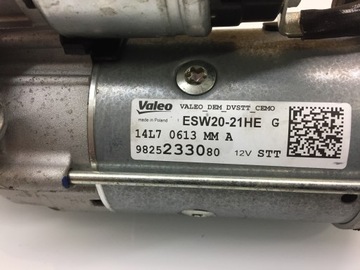 Valeo VALEO_DEM_DVSTT_CEMO
Made in Poland ESW20-21HE G
14L7 0613 MM A
9825233080 12V STT